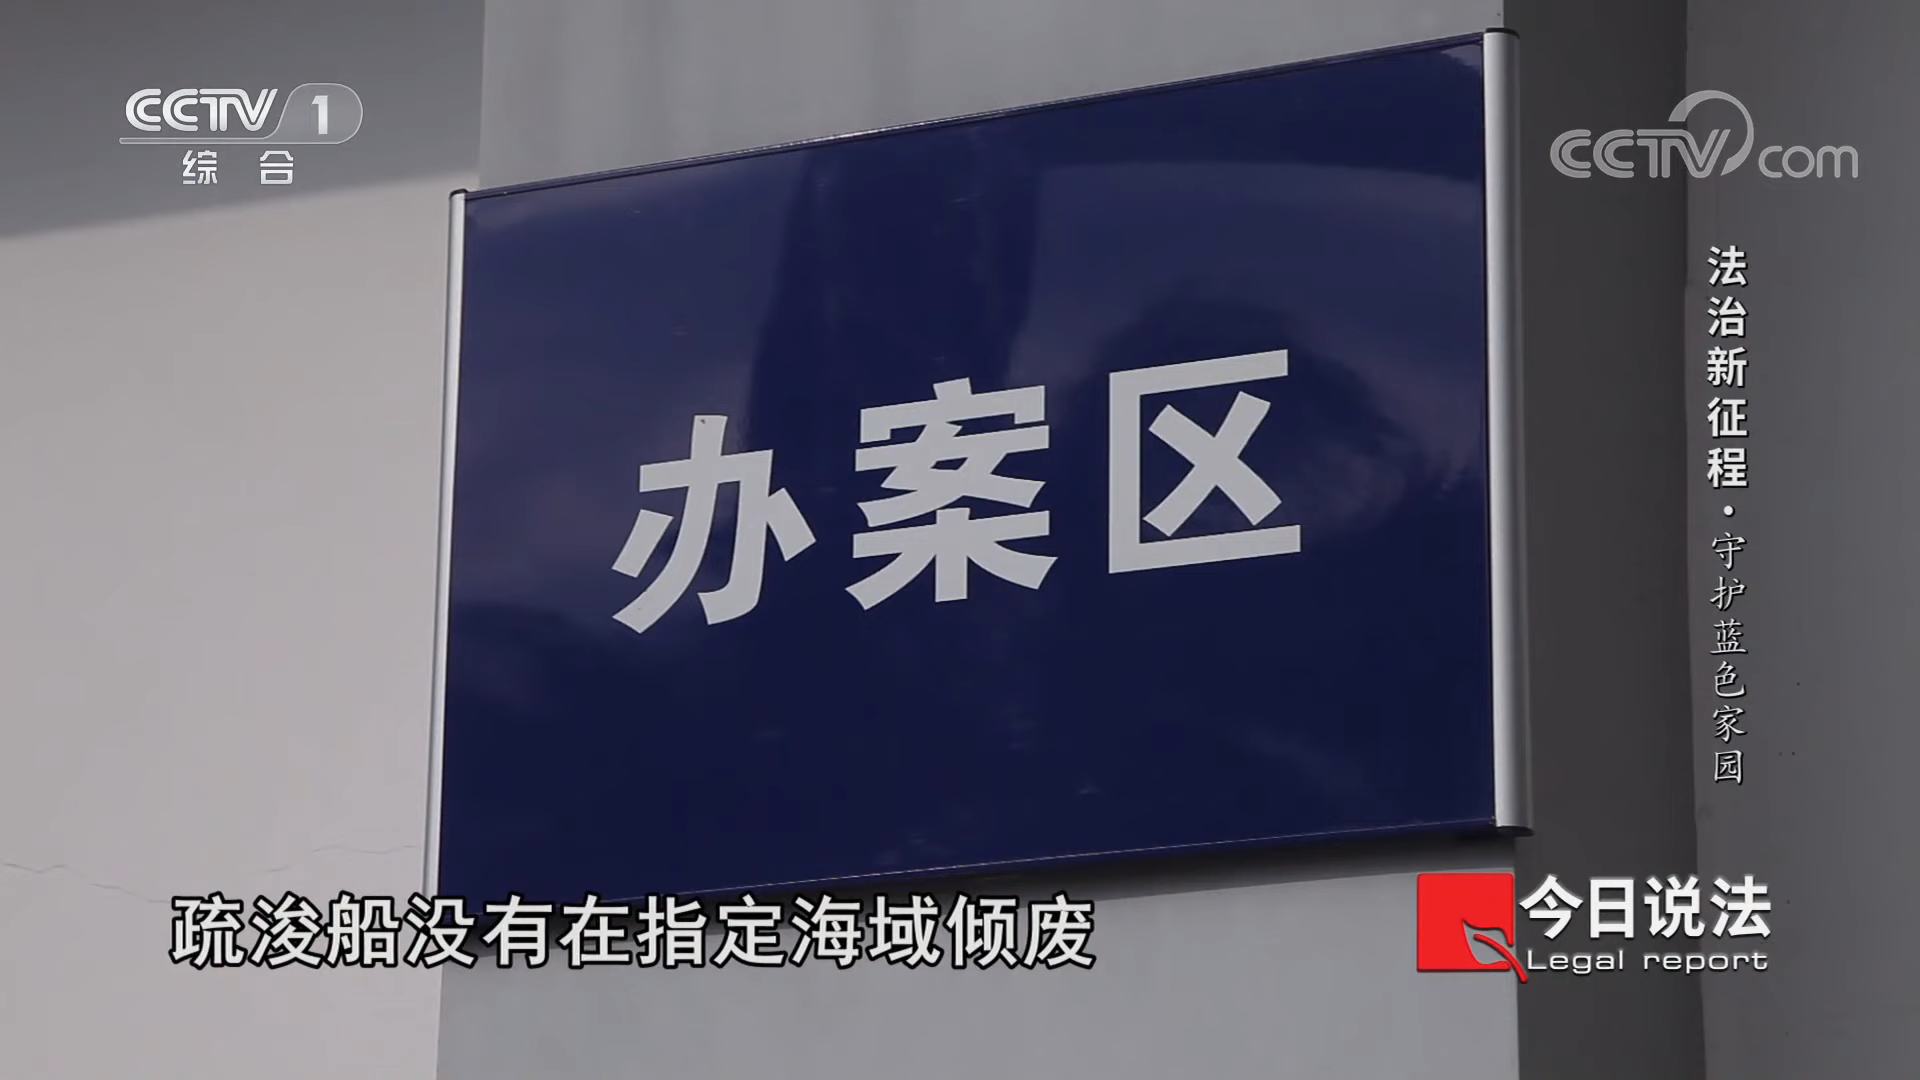 CCTV 1
综合
CCTV com
办案区
法治新征程·守护蓝色家园
疏浚船没有在指定海域倾废
今日说法
Legal report